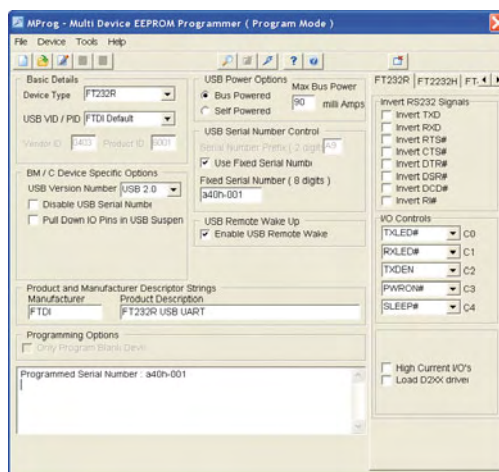 MProg - Multi Device EEPROM Programmer ( Program Mode )
File Device Tools Help
Basic Details
Device Type FT232R
USB VID / PID FTDI Default
Vendor ID 0403 Product ID 6001
BM / C Device Specific Options
USB Version Number USB 2.0
Disable USB Serial Numbe
Pull Down IO Pins in USB Suspen
USB Power Options
Bus Powered
Self Powered
Max Bus Power
90 milli Amps
USB Serial Number Control
Serial Number Prefix ( 2 digit A9
Use Fixed Serial Numb
Fixed Serial Number ( 8 digits )
a40h-001
USB Remote Wake Up
Enable USB Remote Wake
Product and Manufacturer Descriptor Strings
Manufacturer Product Description
FTDI FT232R USB UART
Programming Options
Only Program Blank Devi
Programmed Serial Number : a40h-001
FT232R FT2232H FT-
Invert RS232 Signals
Invert TXD
Invert RXD
Invert RTS#
Invert CTS#
Invert DTR#
Invert DSR#
Invert DCD#
Invert RI#
I/O Controls
TXLED# C0
RXLED# C1
TXDEN C2
PWRON# C3
SLEEP# C4
High Current I/O's
Load D2XX driver